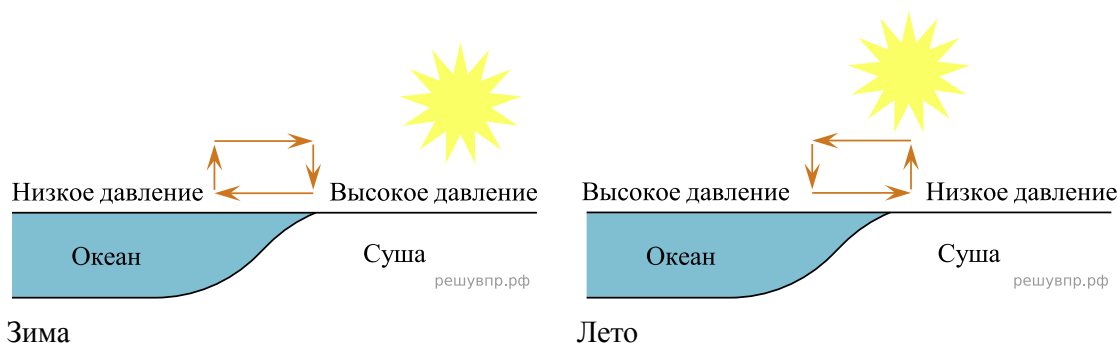 Низкое давление
Высокое давление
Океан
Суша
решувпр.рф
Зима
Высокое давление
Низкое давление
Океан
Суша
решувпр.рф
Лето